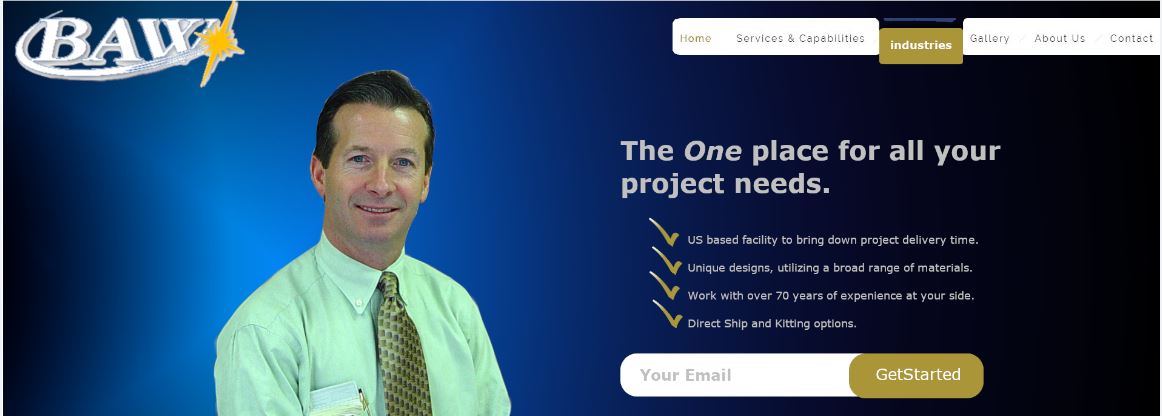 BAW
Home Services & Capabilities industries Gallery / About Us / Contact
The One place for all your
project needs.
US based facility to bring down project delivery time.
Unique designs, utilizing a broad range of materials.
Work with over 70 years of expenience at your side.
Direct Ship and Kitting options.
Your Email GetStarted